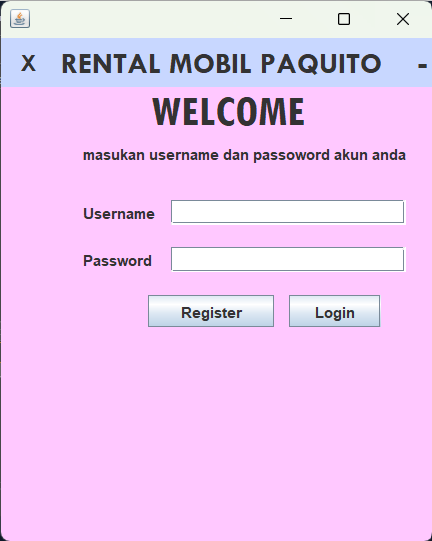 X RENTAL MOBIL PAQUITO -
WELCOME
masukan username dan passoword akun anda
Username
Password
Register Login